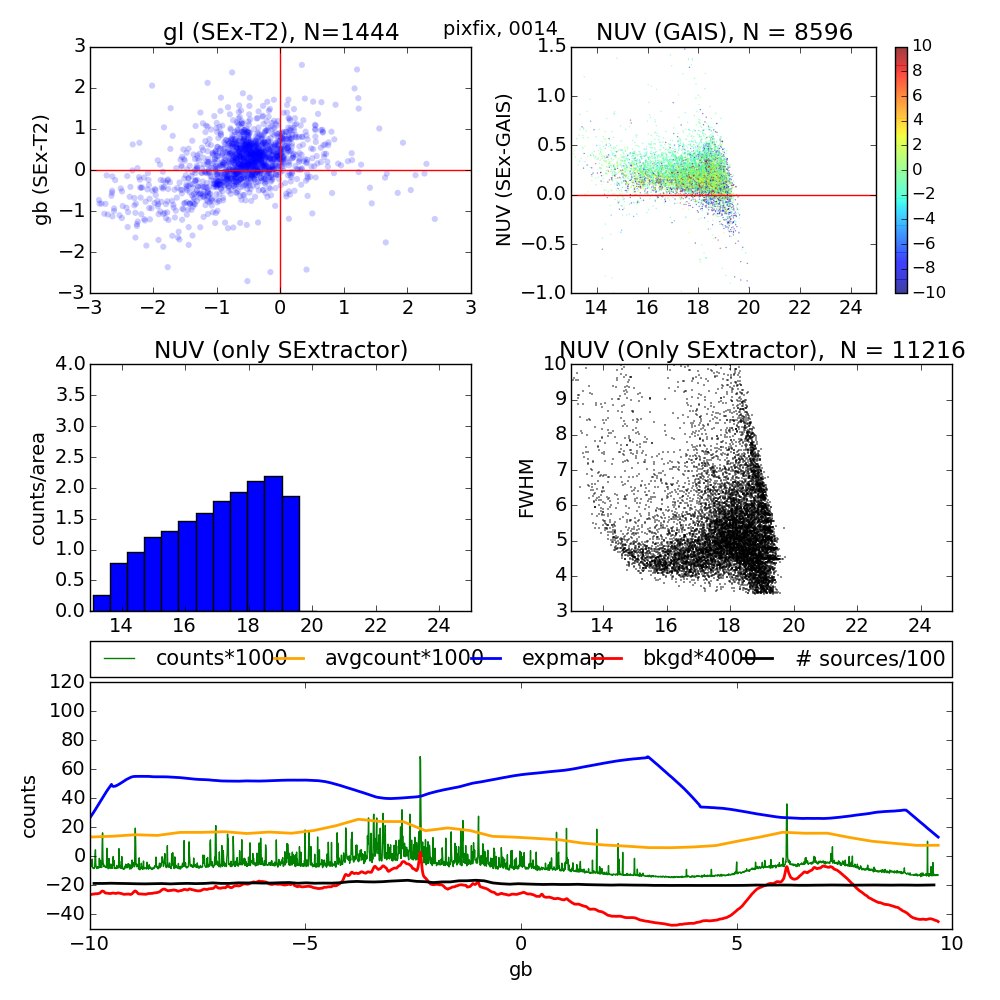 pixfix, 0014
gl (SEx-T2), N=1444
gb (SEx-T2)
3
2
1
0
−1
−2
−3
−3 −2 −1 0 1 2 3
NUV (GAIS), N = 8596
NUV (SEx-GAIS)
1.5
1.0
0.5
0.0
−0.5
−1.0
14 16 18 20 22 24
10
8
6
4
2
0
−2
−4
−6
−8
−10
NUV (only SExtractor)
counts/area
4.0
3.5
3.0
2.5
2.0
1.5
1.0
0.5
0.0
14 16 18 20 22 24
NUV (Only SExtractor), N = 11216
FWHM
10
9
8
7
6
5
4
3
14 16 18 20 22 24
counts*1000 avgcount*1000 expmap bkgd*4000 # sources/100
counts
120
100
80
60
40
20
0
−20
−40
−10 −5 0 5 10
gb